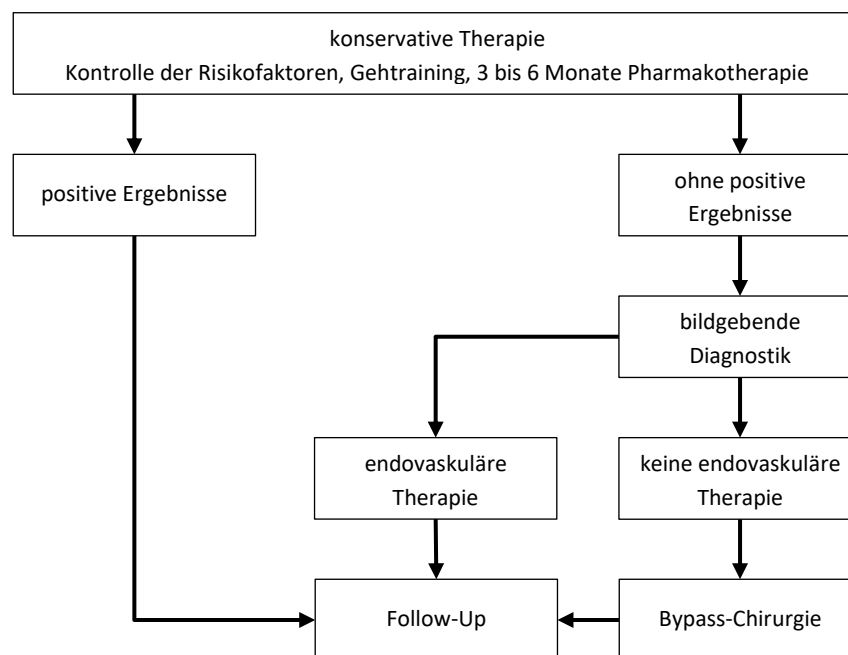 konservative Therapie
Kontrolle der Risikofaktoren, Gehtraining, 3 bis 6 Monate Pharmakotherapie
positive Ergebnisse
ohne positive
Ergebnisse
bildgebende
Diagnostik
endovaskuläre
Therapie
keine endovaskuläre
Therapie
Follow-Up
Bypass-Chirurgie